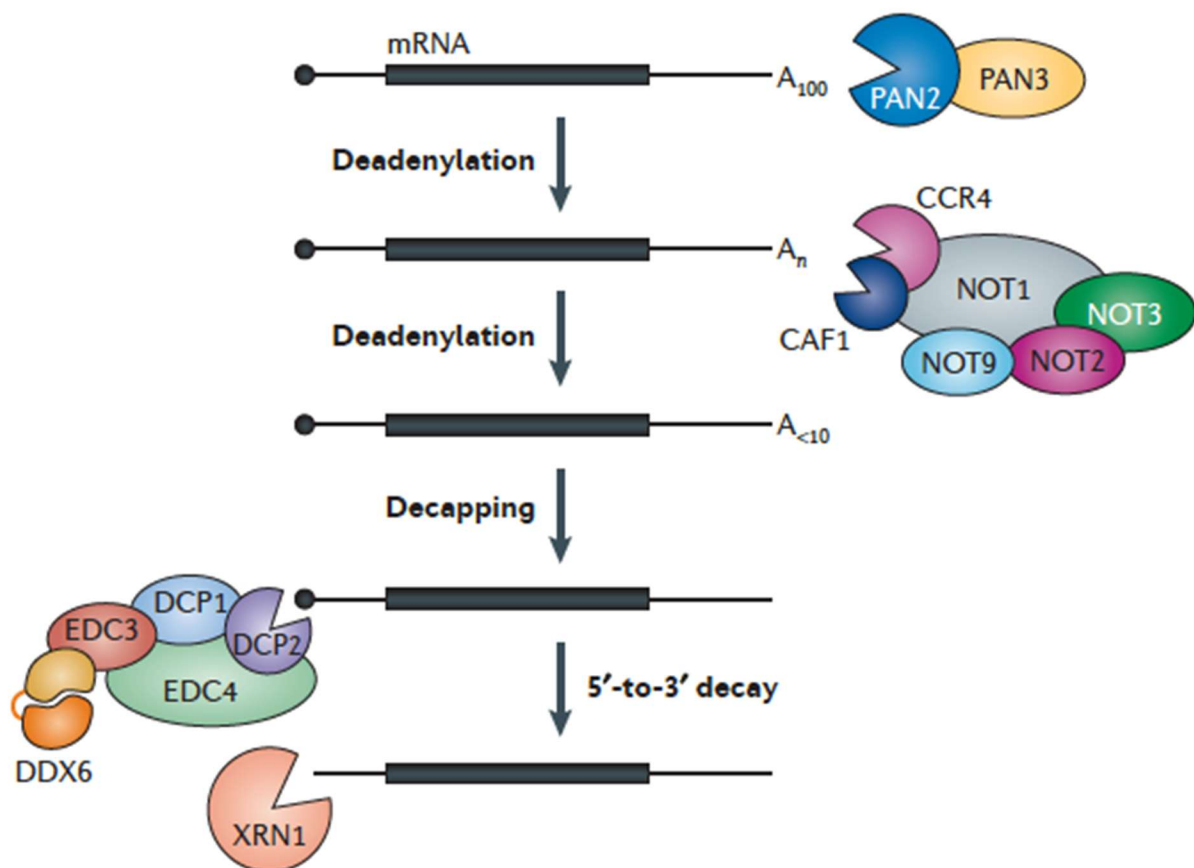 mRNA
A100
PAN2
PAN3
Deadenylation
CCR4
An
NOT1
NOT3
Deadenylation
CAF1
NOT9
NOT2
A<10
Decapping
DCP1
EDC3
DCP2
EDC4
5′-to-3′ decay
DDX6
XRN1